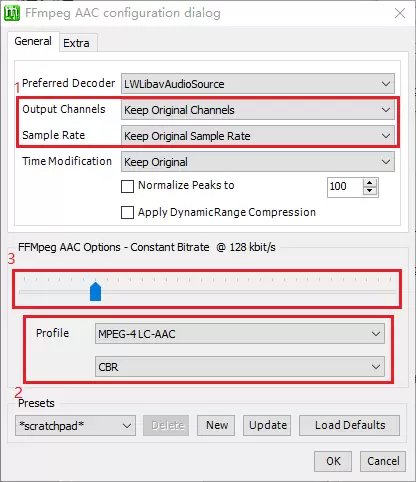 FFmpeg AAC configuration dialog
General Extra
Preferred Decoder LWLibavAudioSource
1
Output Channels Keep Original Channels
Sample Rate Keep Original Sample Rate
Time Modification Keep Original
Normalize Peaks to 100
Apply DynamicRange Compression
FFMpeg AAC Options - Constant Bitrate @ 128 kbit/s
3
Profile MPEG-4 LC-AAC
CBR
2
Presets
*scratchpad* Delete New Update Load Defaults
OK Cancel